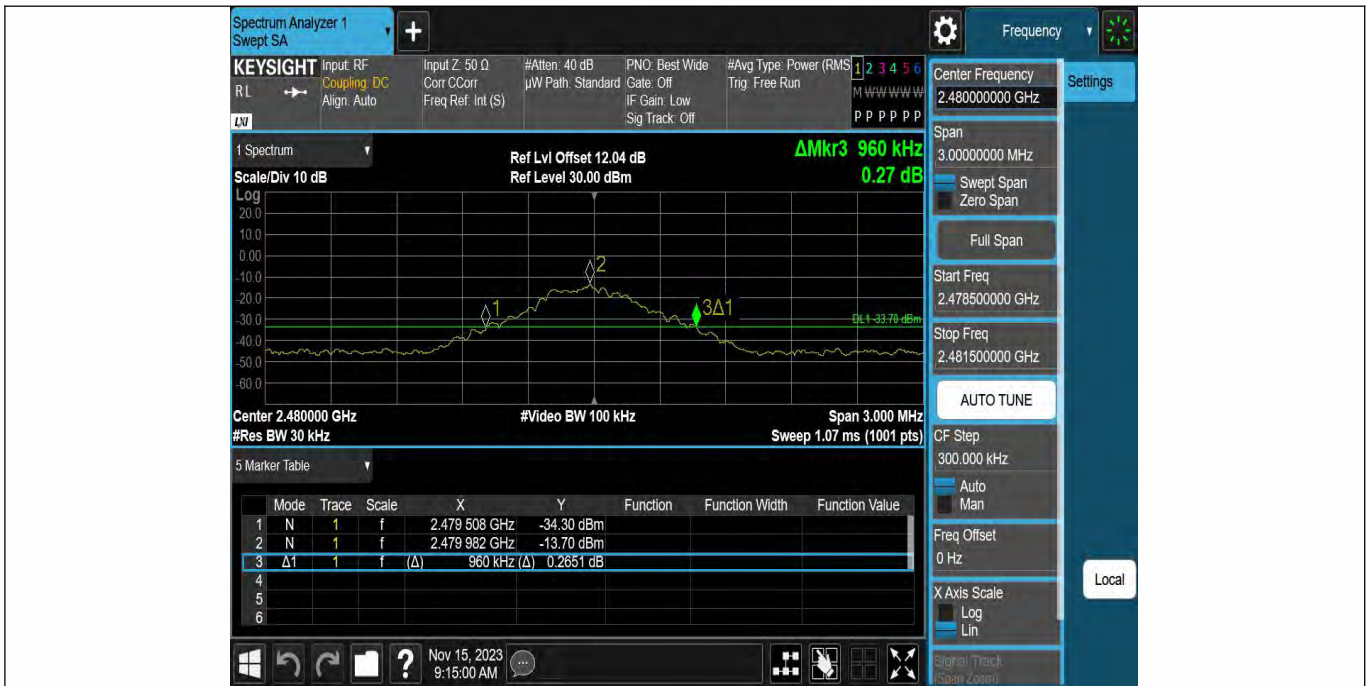 Spectrum Analyzer 1
Swept SA
+
Frequency
KEYSIGHT
RL
LXI
Input: RF
Coupling: DC
Align: Auto
Input Z: 50 Ω
Corr CCorr
Freq Ref: Int (S)
#Atten: 40 dB
µW Path: Standard
PNO: Best Wide
Gate: Off
IF Gain: Low
Sig Track: Off
#Avg Type: Power (RMS
Trig: Free Run
1 2 3 4 5 6
M W W W W W
P P P P P P
1 Spectrum
Scale/Div 10 dB
Ref Lvl Offset 12.04 dB
Ref Level 30.00 dBm
ΔMkr3 960 kHz
0.27 dB
Log
20.0
10.0
0.00
-10.0
-20.0
-30.0
-40.0
-50.0
-60.0
1
2
3Δ1
DL1 -33.70 dBm
Center 2.480000 GHz
#Video BW 100 kHz
Span 3.000 MHz
#Res BW 30 kHz
Sweep 1.07 ms (1001 pts)
5 Marker Table
Mode Trace Scale X Y Function Function Width Function Value
1 N 1 f 2.479 508 GHz -34.30 dBm
2 N 1 f 2.479 982 GHz -13.70 dBm
3 Δ1 1 f (Δ) 960 kHz (Δ) 0.2651 dB
4
5
6
Nov 15, 2023
9:15:00 AM
?
Center Frequency
2.480000000 GHz
Settings
Span
3.00000000 MHz
Swept Span
Zero Span
Full Span
Start Freq
2.478500000 GHz
Stop Freq
2.481500000 GHz
AUTO TUNE
CF Step
300.000 kHz
Auto
Man
Freq Offset
0 Hz
X Axis Scale
Log
Lin
Signal Track
(Span Zoom)
Local